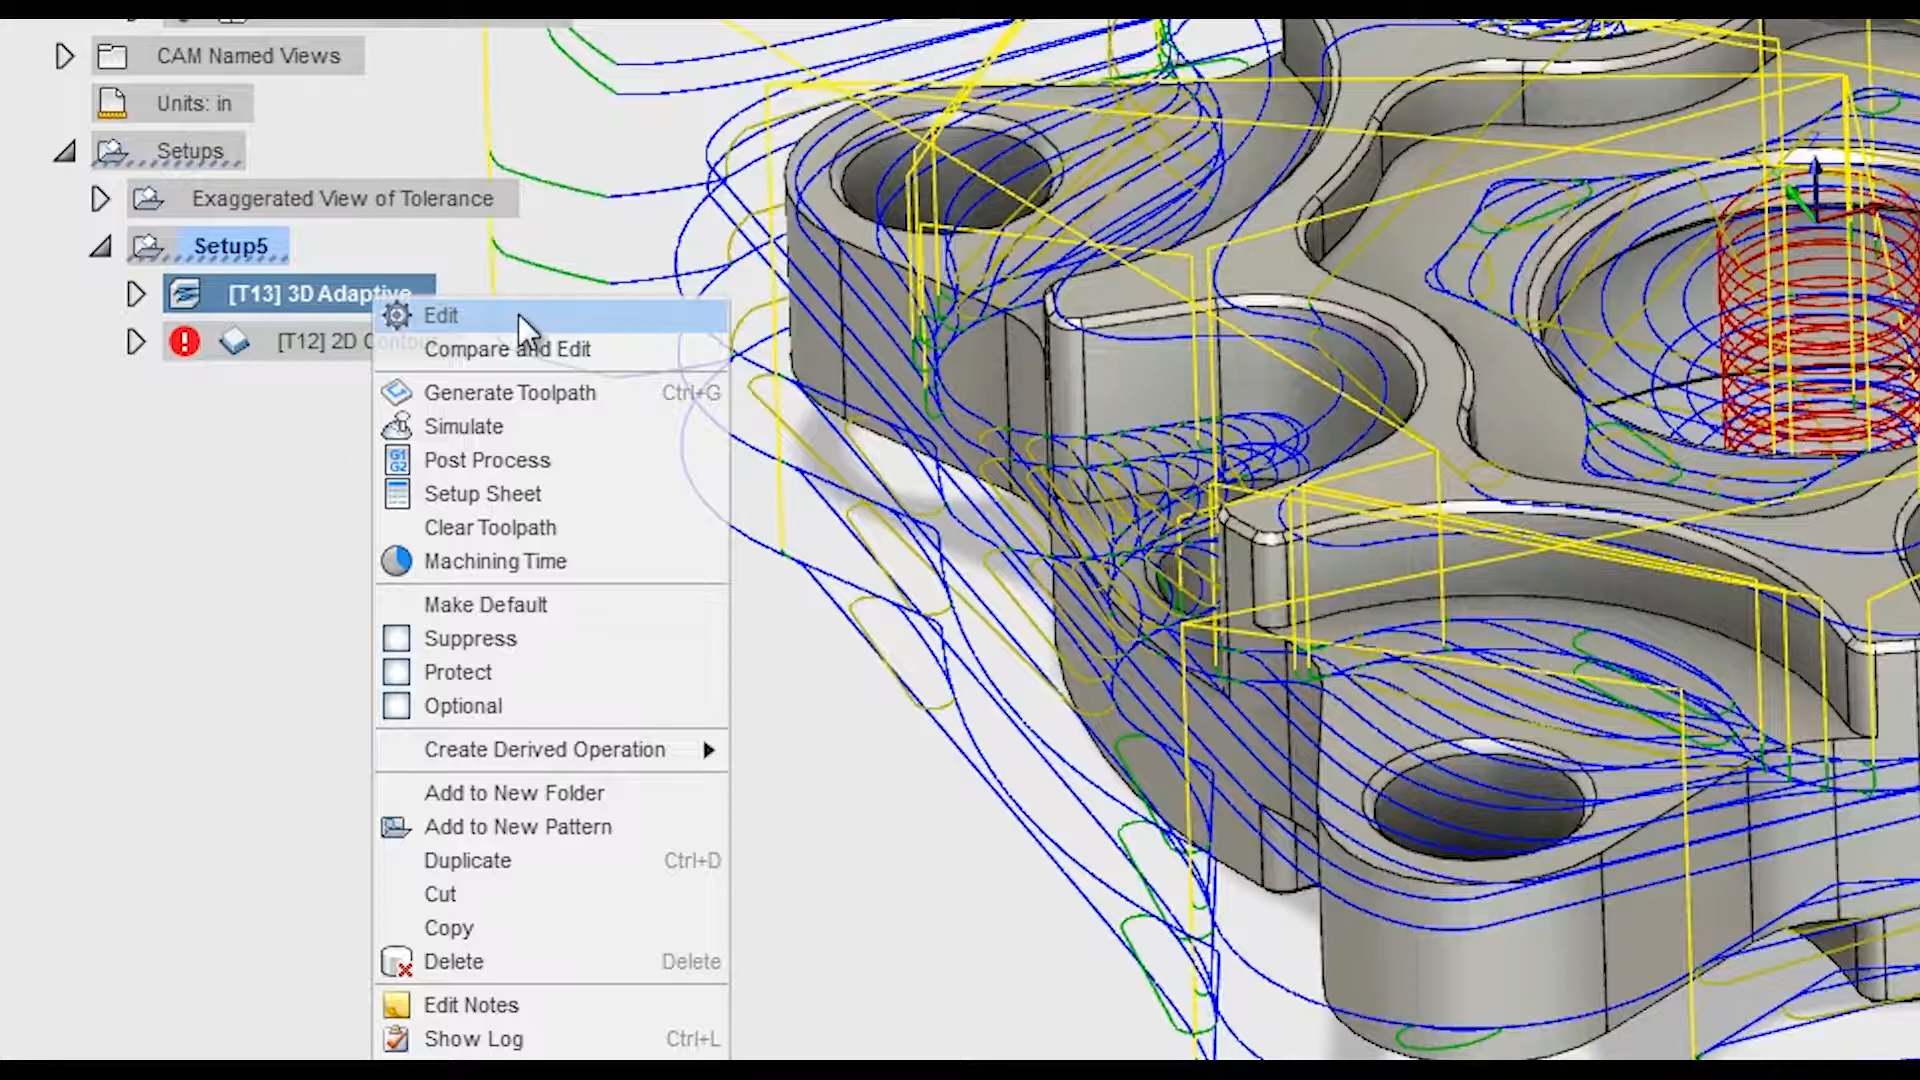 CAM Named Views
Units: in
Setups
Exaggerated View of Tolerance
Setup5
[T13] 3D Adaptive
[T12] 2D Contour
Edit
Compare and Edit
Generate Toolpath Ctrl+G
Simulate
G1
G2
Post Process
Setup Sheet
Clear Toolpath
Machining Time
Make Default
Suppress
Protect
Optional
Create Derived Operation
Add to New Folder
Add to New Pattern
Duplicate Ctrl+D
Cut
Copy
Delete Delete
Edit Notes
Show Log Ctrl+L
Z